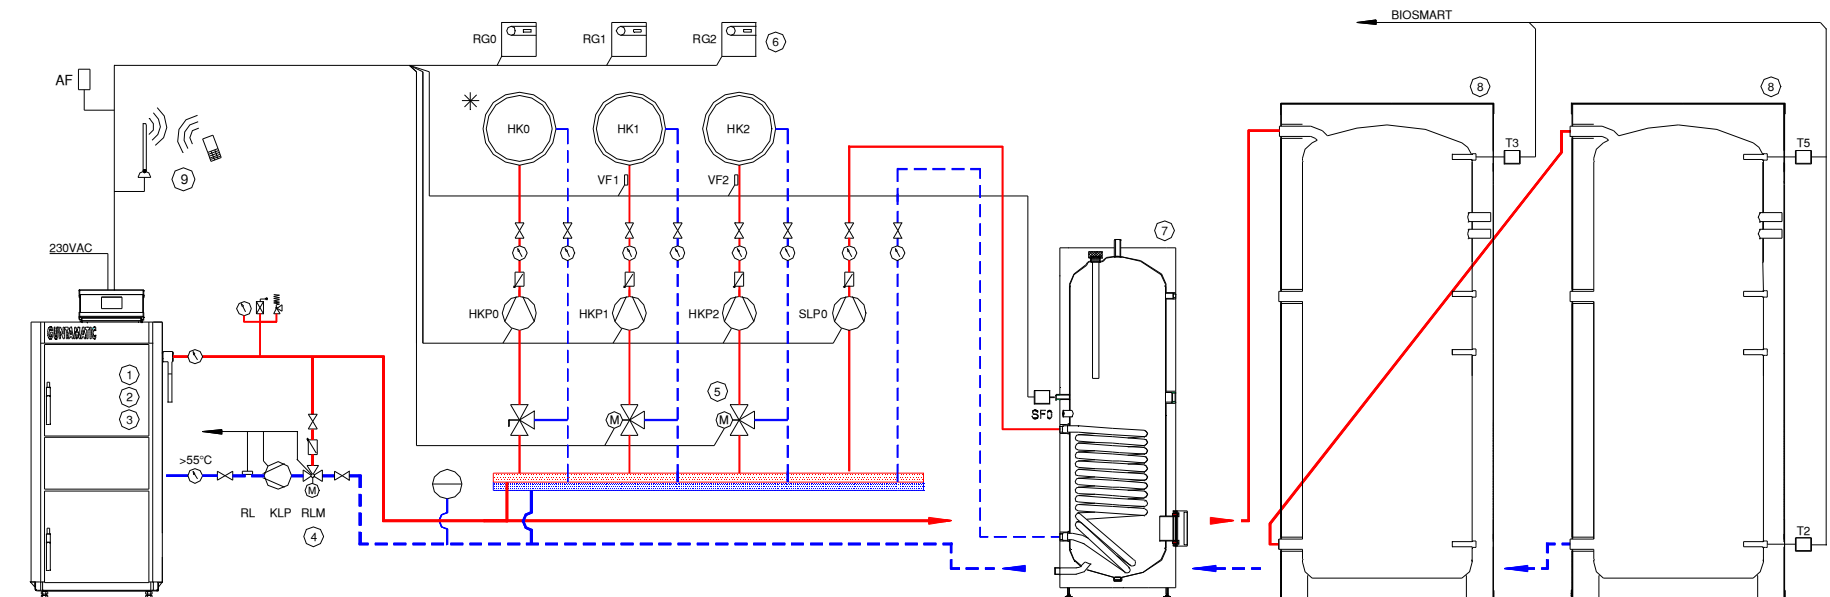 BIOSMART
RG0
RG1
RG2
6
AF
8
8
HK0
HK1
HK2
T3
T5
9
VF1
VF2
7
230VAC
HKP0
HKP1
HKP2
SLP0
GUNTAMATIC
1
2
3
5
M
M
SF0
>55°C
M
RL
KLP
RLM
4
T2